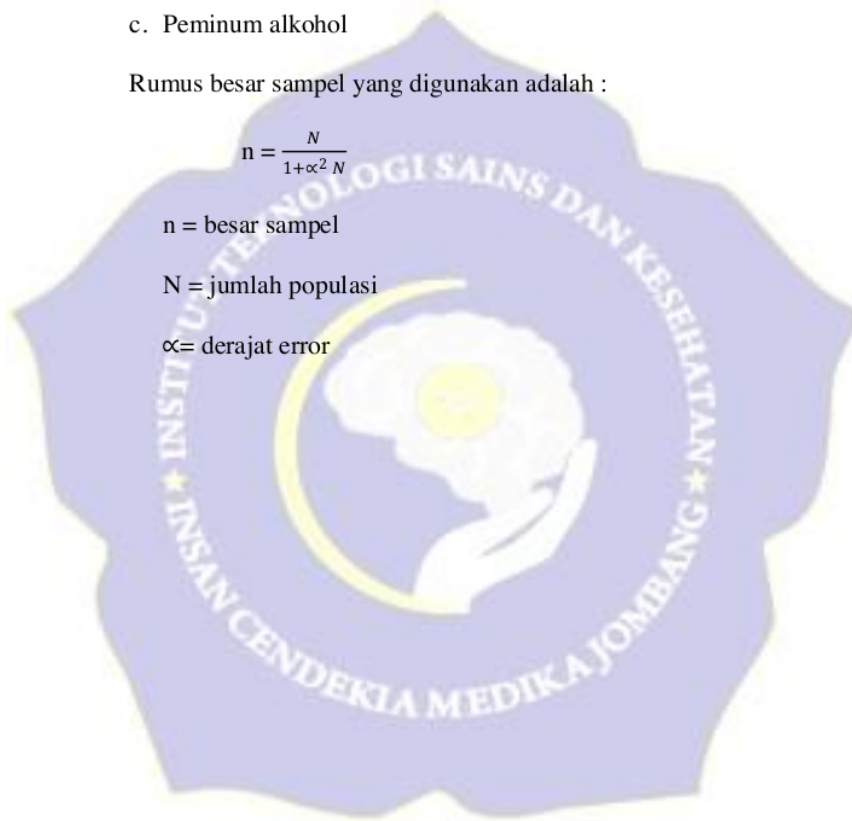 c. Peminum alkohol
Rumus besar sampel yang digunakan adalah :
n = N / 1+∝² N
n = besar sampel
N = jumlah populasi
∝= derajat error
INSTITUT TEKNOLOGI SAINS DAN KESEHATAN
INSAN CENDEKIA MEDIKA JOMBANG